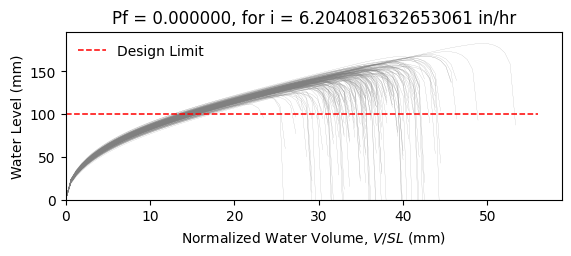 Pf = 0.000000, for i = 6.204081632653061 in/hr
Design Limit
Water Level (mm)
150
100
50
0
0 10 20 30 40 50
Normalized Water Volume, V/SL (mm)